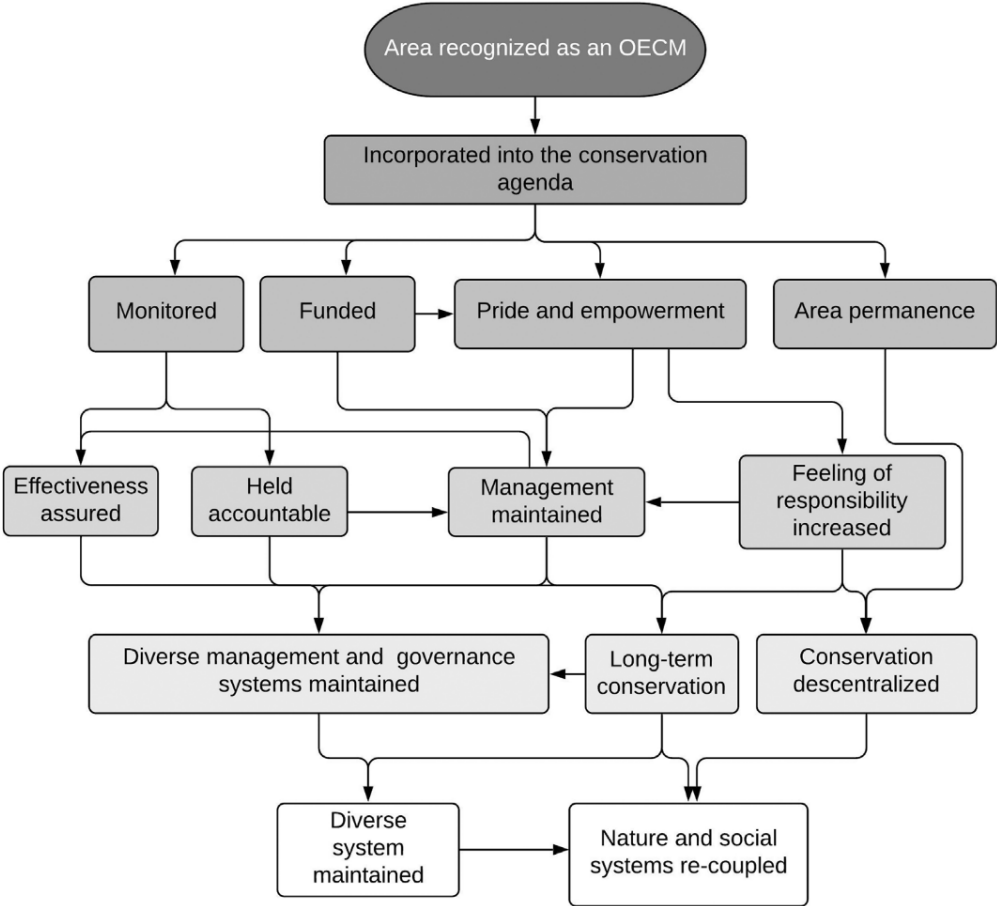 Area recognized as an OECM
Incorporated into the conservation
agenda
Monitored
Funded
Pride and empowerment
Area permanence
Effectiveness
assured
Held
accountable
Management
maintained
Feeling of
responsibility
increased
Diverse management and governance
systems maintained
Long-term
conservation
Conservation
descentralized
Diverse
system
maintained
Nature and social
systems re-coupled